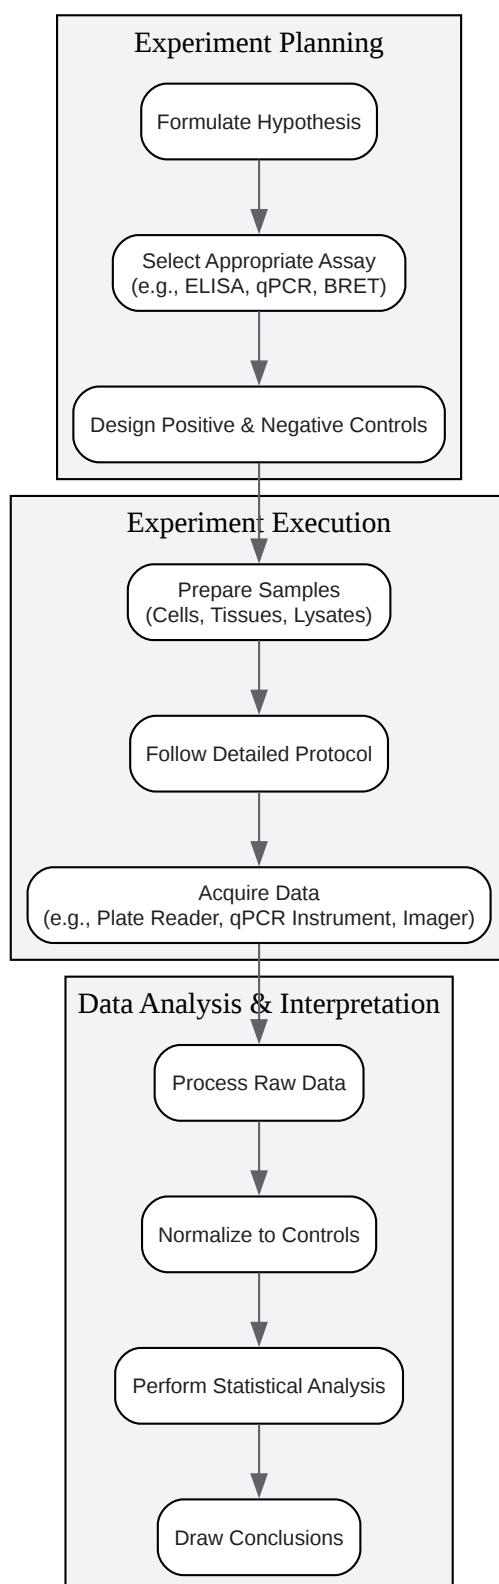 Experiment Planning
Formulate Hypothesis
Select Appropriate Assay
(e.g., ELISA, qPCR, BRET)
Design Positive & Negative Controls
Experiment Execution
Prepare Samples
(Cells, Tissues, Lysates)
Follow Detailed Protocol
Acquire Data
(e.g., Plate Reader, qPCR Instrument, Imager)
Data Analysis & Interpretation
Process Raw Data
Normalize to Controls
Perform Statistical Analysis
Draw Conclusions